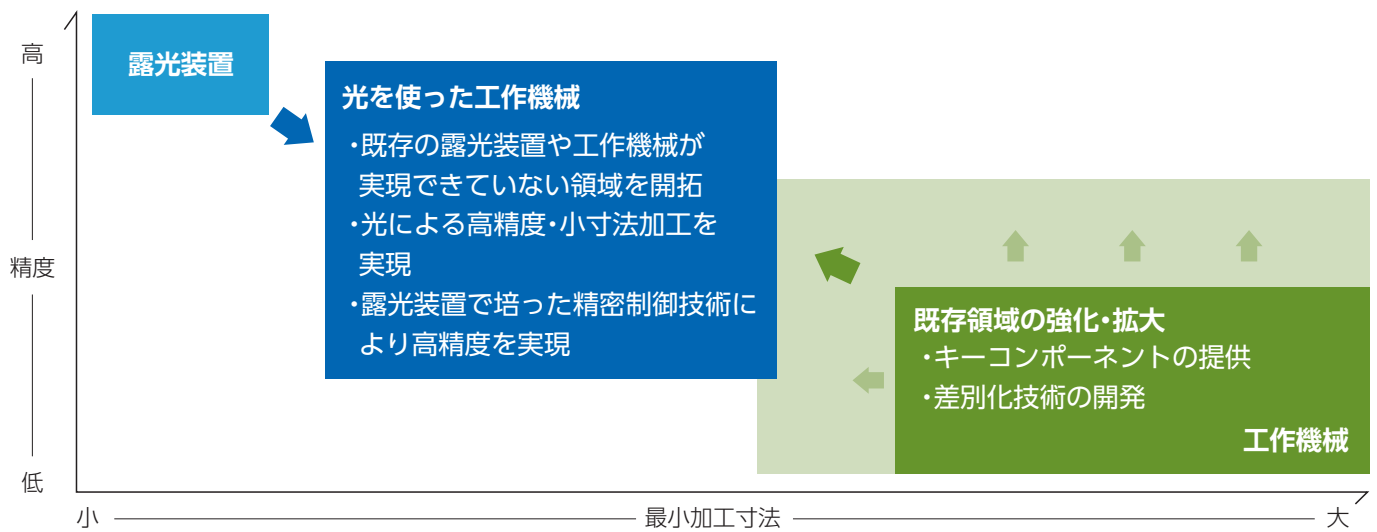 高
精度
低
露光装置
光を使った工作機械
・既存の露光装置や工作機械が
実現できていない領域を開拓
・光による高精度・小寸法加工を
実現
・露光装置で培った精密制御技術に
より高精度を実現
既存領域の強化・拡大
・キーコンポーネントの提供
・差別化技術の開発
工作機械
小
最小加工寸法
大